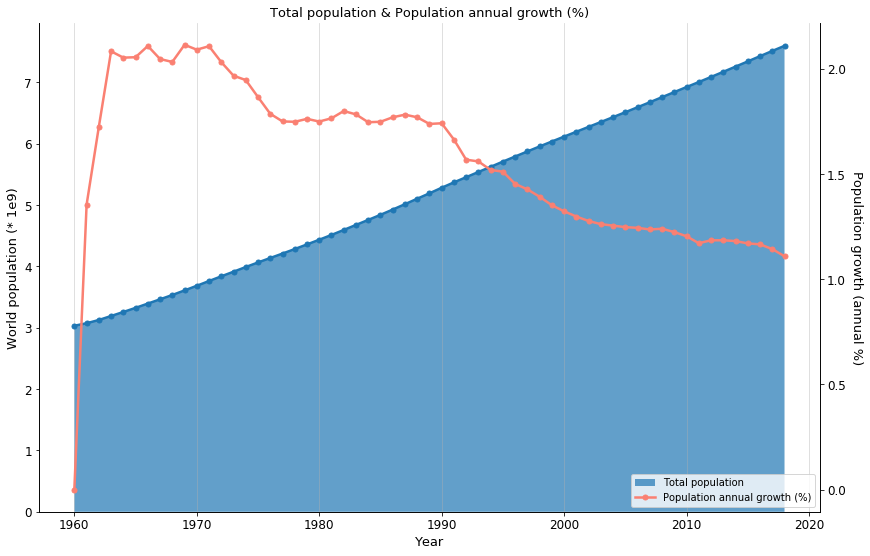 Total population & Population annual growth (%)
World population (* 1e9)
7
6
5
4
3
2
1
0
2.0
1.5
1.0
0.5
0.0
Population growth (annual %)
Total population
Population annual growth (%)
1960 1970 1980 1990 2000 2010 2020
Year